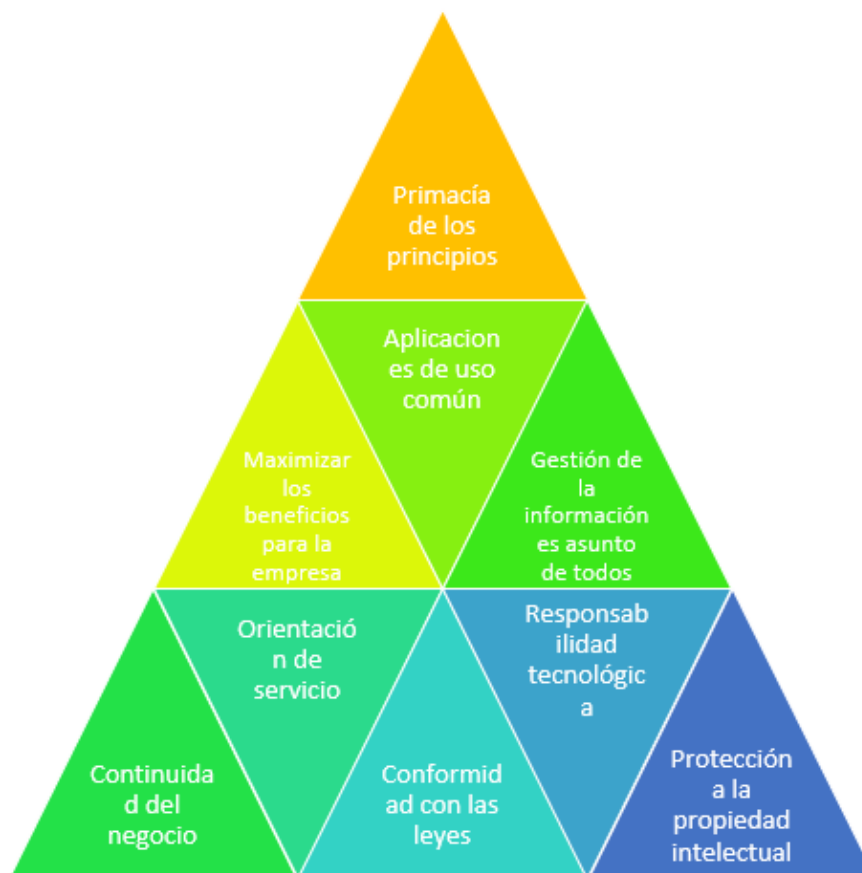 Primacía
de los
principios
Aplicacion
es de uso
común
Maximizar
los
beneficios
para la
empresa
Gestión de
la
información
es asunto
de todos
Orientació
n de
servicio
Responsab
ilidad
tecnológic
a
Continuida
d del
negocio
Conformid
ad con las
leyes
Protección
a la
propiedad
intelectual